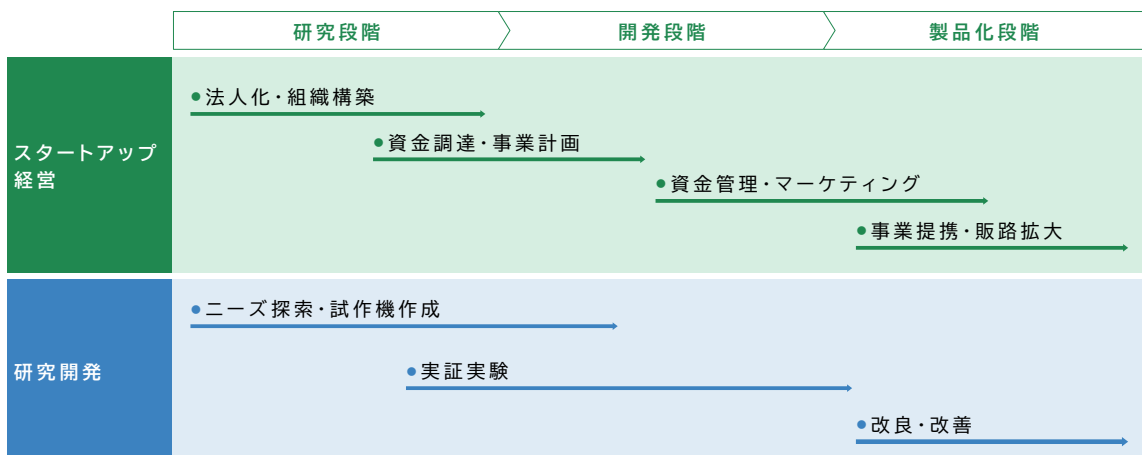 研究段階
開発段階
製品化段階
スタートアップ
経営
●法人化・組織構築
●資金調達・事業計画
●資金管理・マーケティング
●事業提携・販路拡大
研究開発
●ニーズ探索・試作機作成
●実証実験
●改良・改善